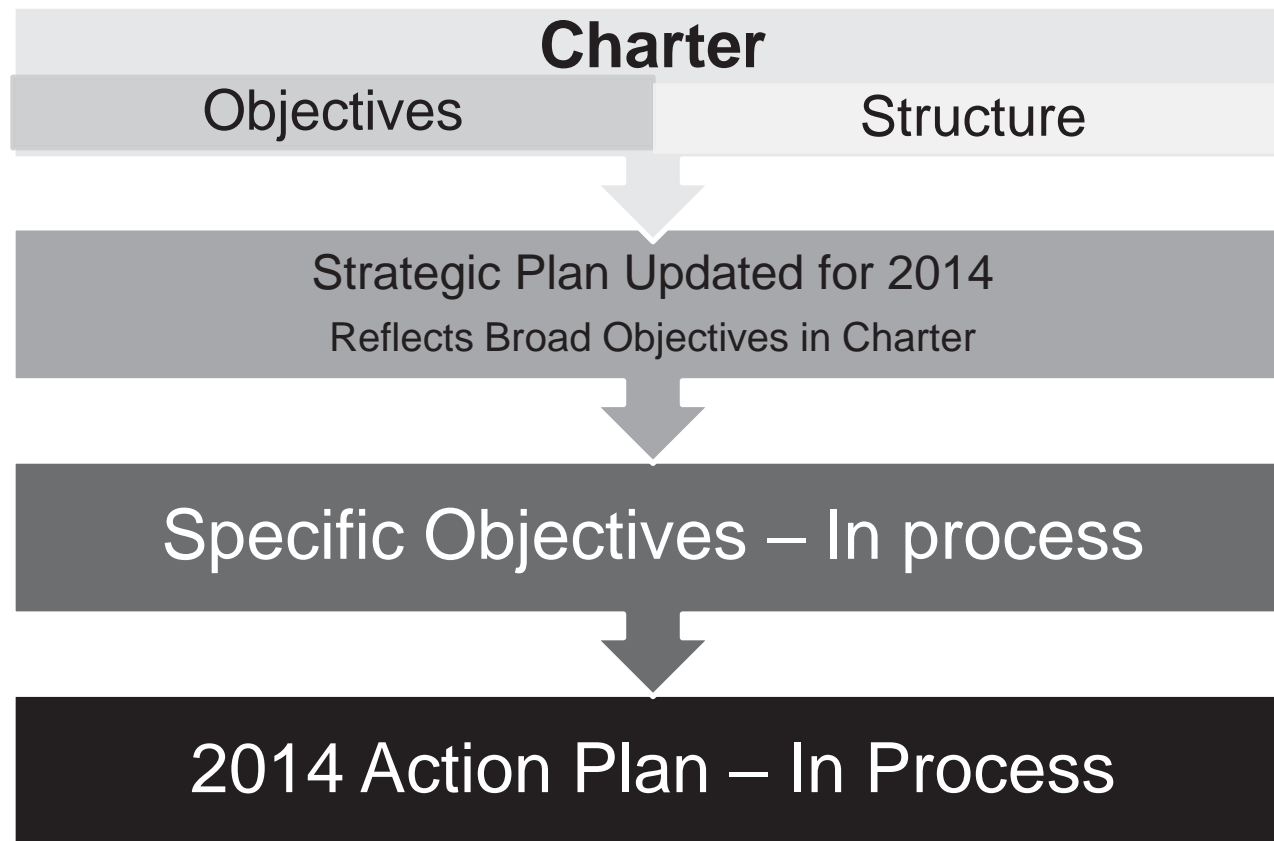 Charter
Objectives
Structure
Strategic Plan Updated for 2014
Reflects Broad Objectives in Charter
Specific Objectives – In process
2014 Action Plan – In Process